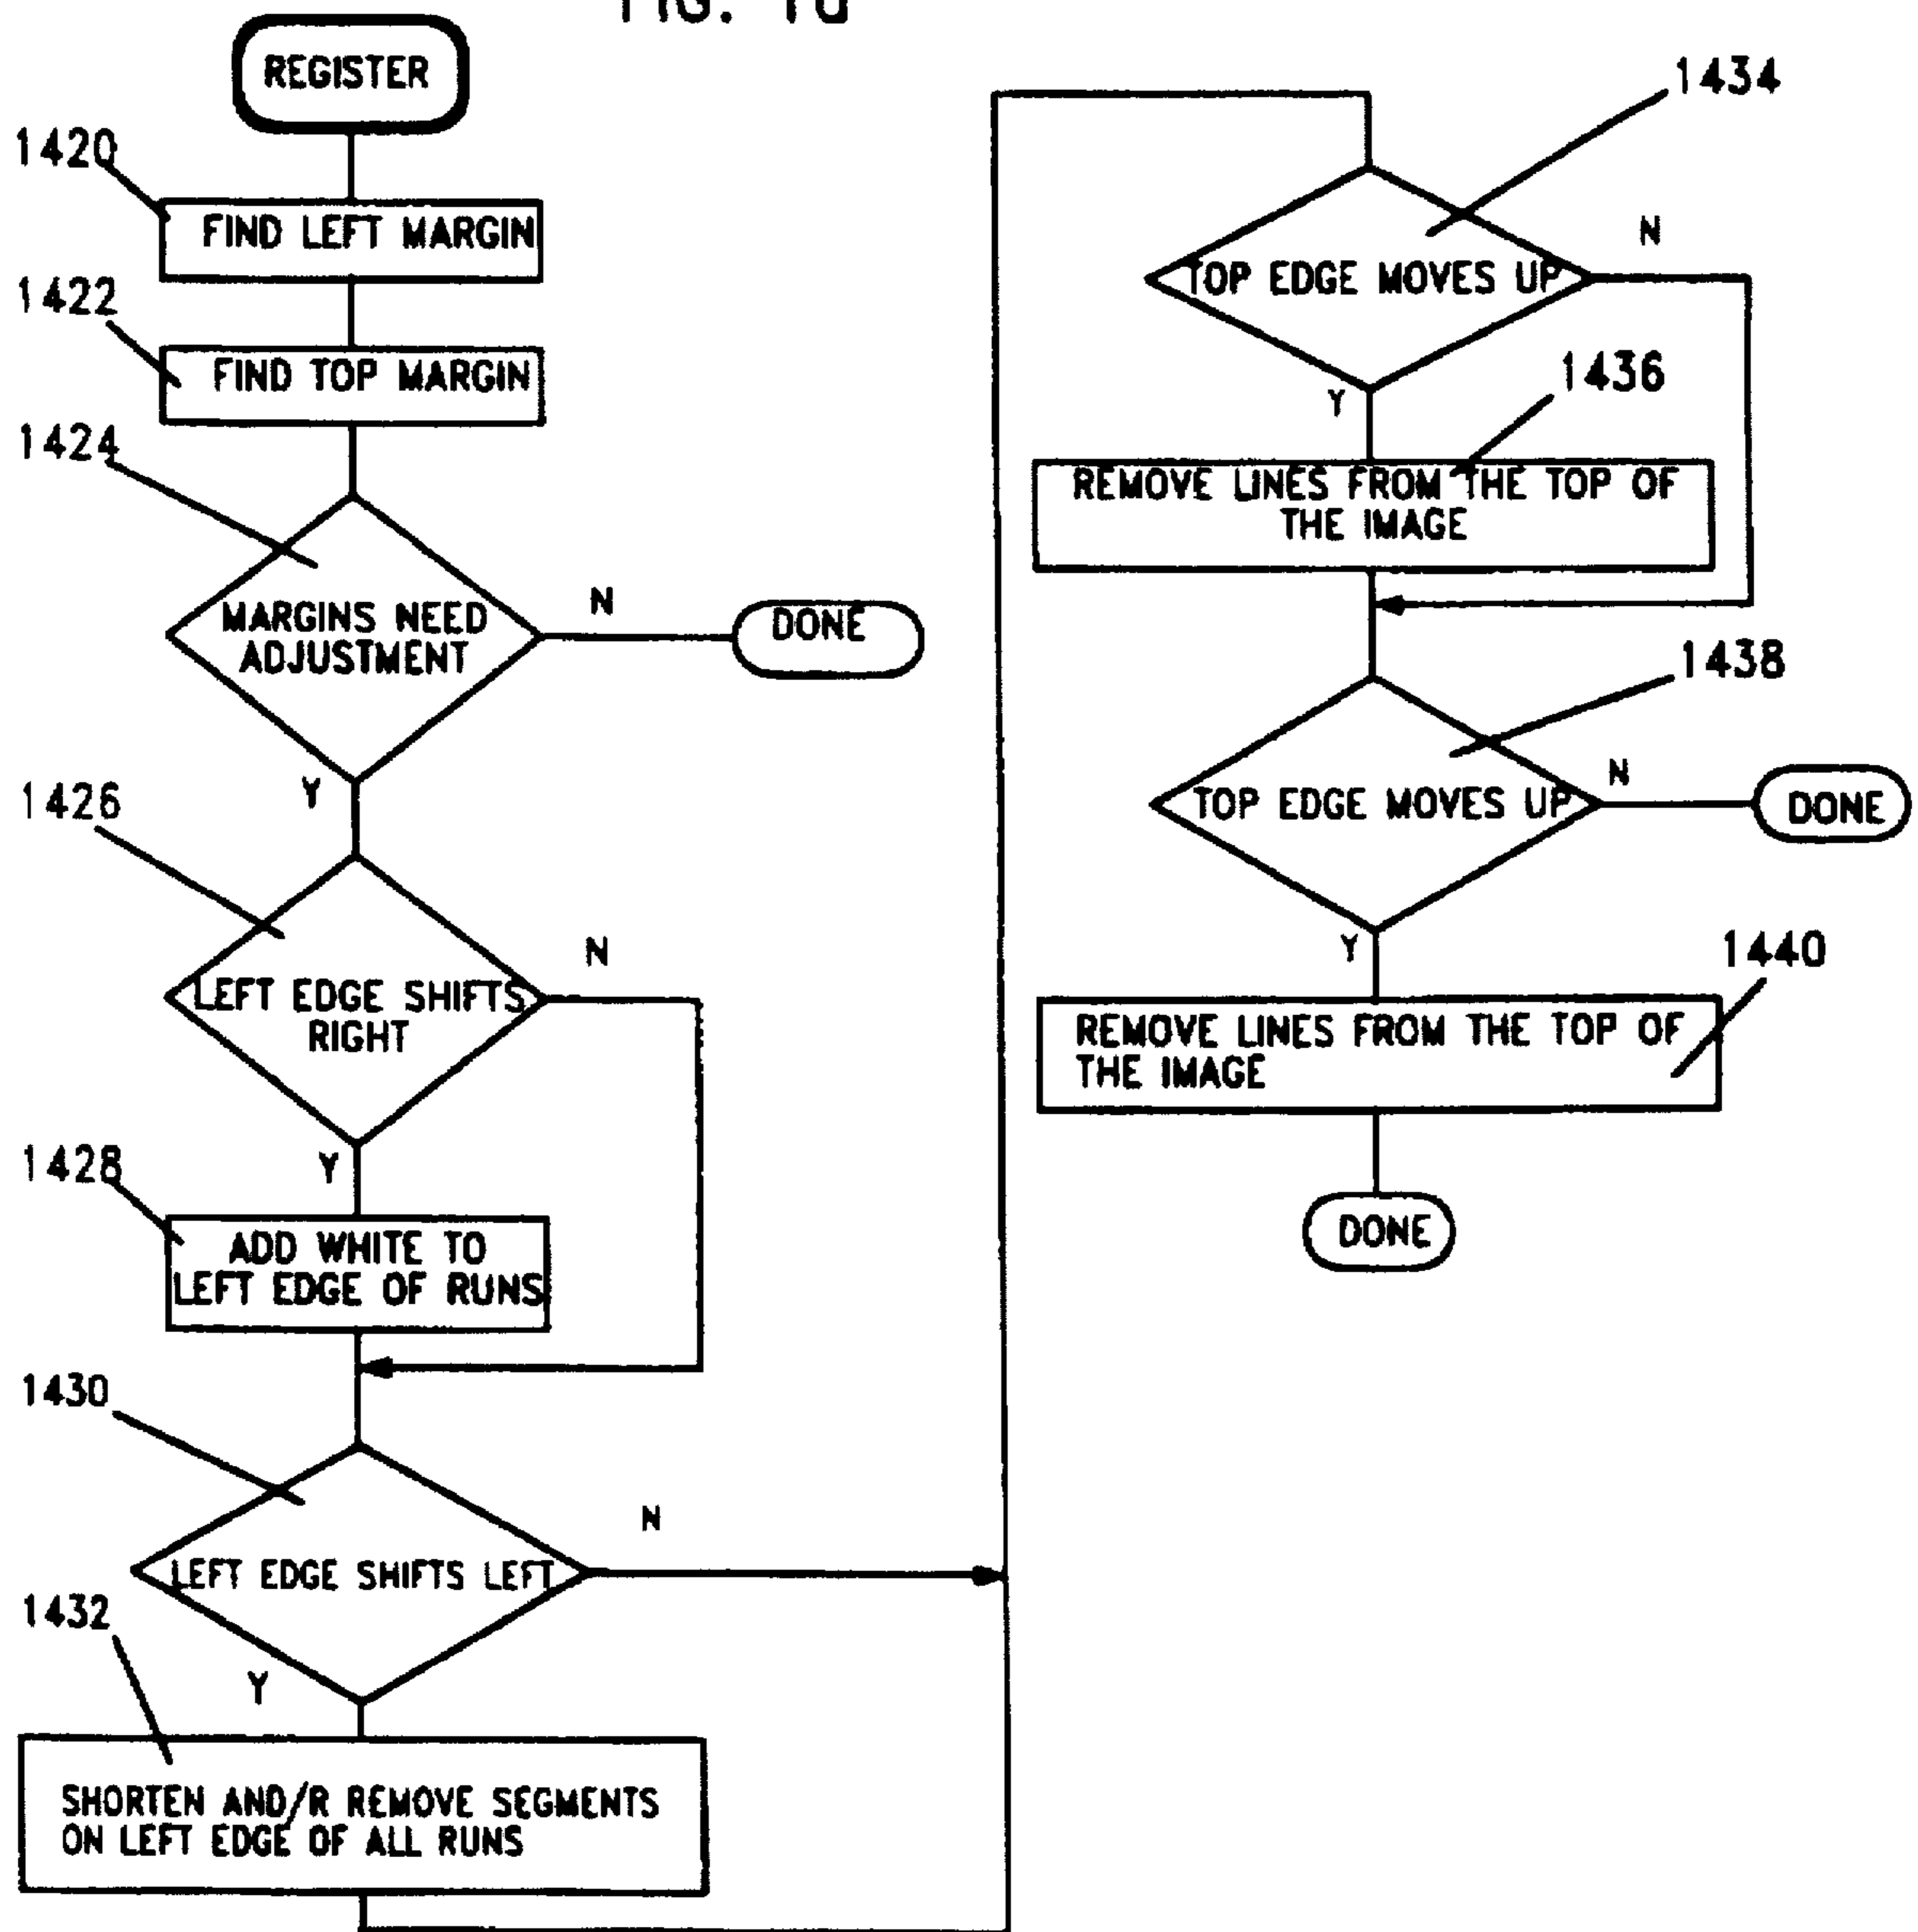 REGISTER
1420
FIND LEFT MARGIN
1422
FIND TOP MARGIN
1424
MARGINS NEED
ADJUSTMENT
N
DONE
Y
1426
LEFT EDGE SHIFTS
RIGHT
N
Y
1428
ADD WHITE TO
LEFT EDGE OF RUNS
1430
LEFT EDGE SHIFTS LEFT
N
1432
Y
SHORTEN AND/R REMOVE SEGMENTS
ON LEFT EDGE OF ALL RUNS
1434
TOP EDGE MOVES UP
N
Y
1436
REMOVE LINES FROM THE TOP OF
THE IMAGE
1438
TOP EDGE MOVES UP
N
DONE
Y
1440
REMOVE LINES FROM THE TOP OF
THE IMAGE
DONE